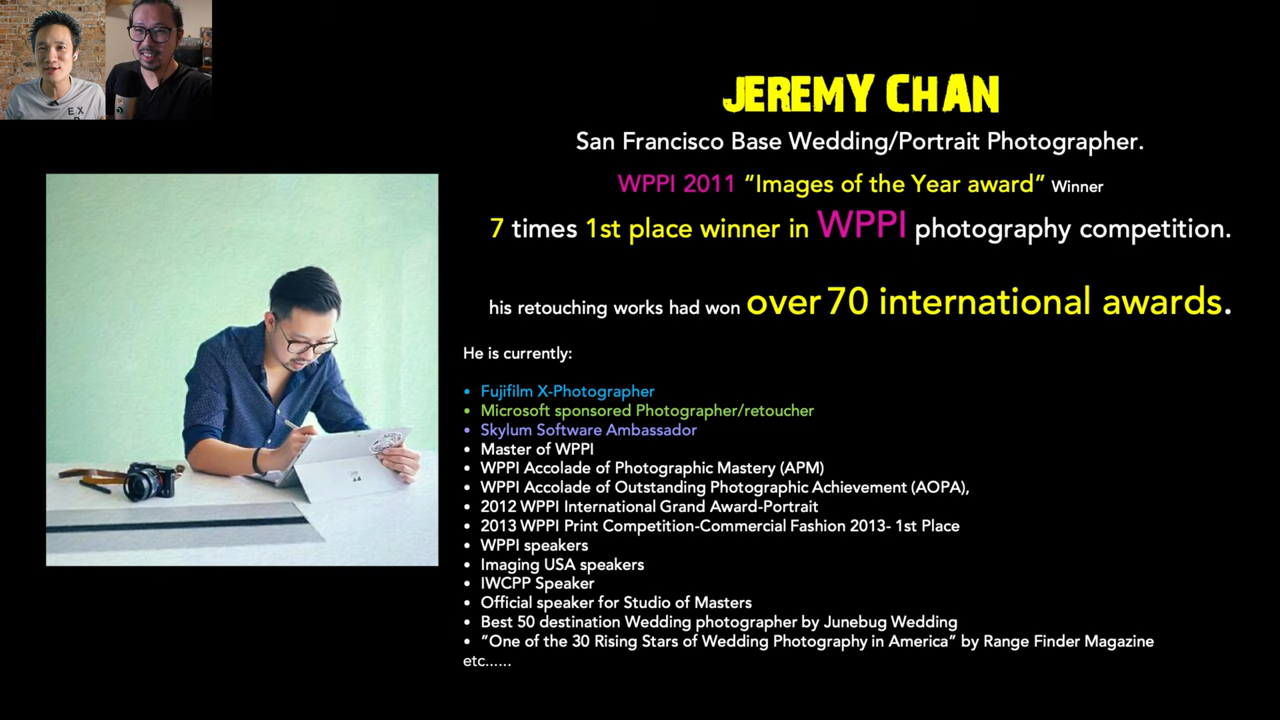 EX
JEREMY CHAN
San Francisco Base Wedding/Portrait Photographer.
WPPI 2011 “Images of the Year award” Winner
7 times 1st place winner in WPPI photography competition.
his retouching works had won over 70 international awards.
He is currently:
• Fujifilm X-Photographer
• Microsoft sponsored Photographer/retoucher
• Skylum Software Ambassador
• Master of WPPI
• WPPI Accolade of Photographic Mastery (APM)
• WPPI Accolade of Outstanding Photographic Achievement (AOPA),
• 2012 WPPI International Grand Award-Portrait
• 2013 WPPI Print Competition-Commercial Fashion 2013- 1st Place
• WPPI speakers
• Imaging USA speakers
• IWCPP Speaker
• Official speaker for Studio of Masters
• Best 50 destination Wedding photographer by Junebug Wedding
• “One of the 30 Rising Stars of Wedding Photography in America” by Range Finder Magazine
etc......